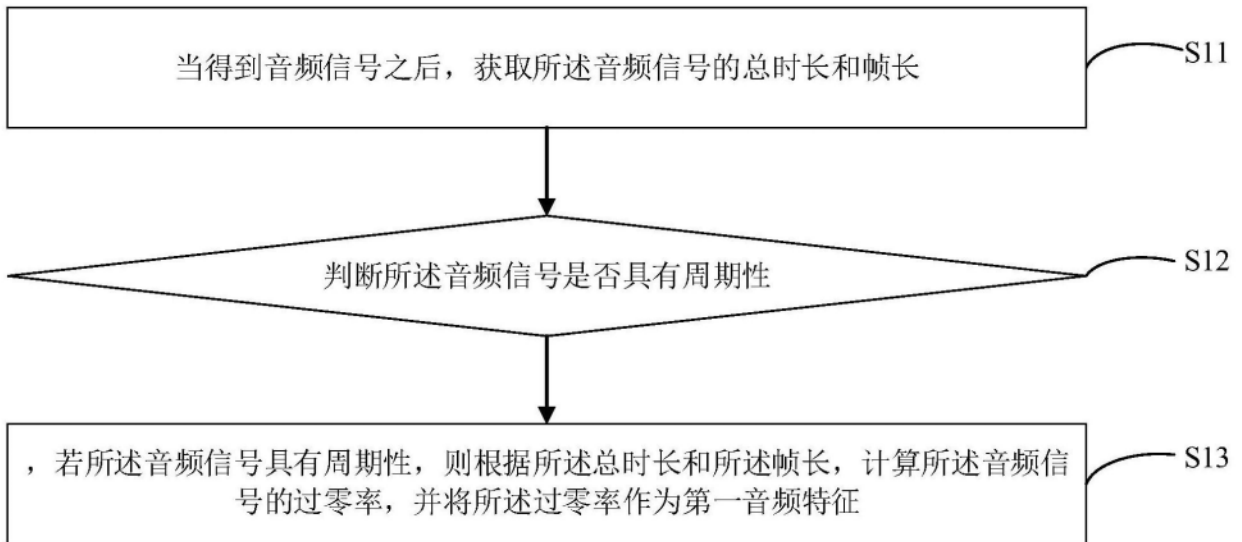 当得到音频信号之后，获取所述音频信号的总时长和帧长
S11
判断所述音频信号是否具有周期性
S12
，若所述音频信号具有周期性，则根据所述总时长和所述帧长，计算所述音频信
号的过零率，并将所述过零率作为第一音频特征
S13